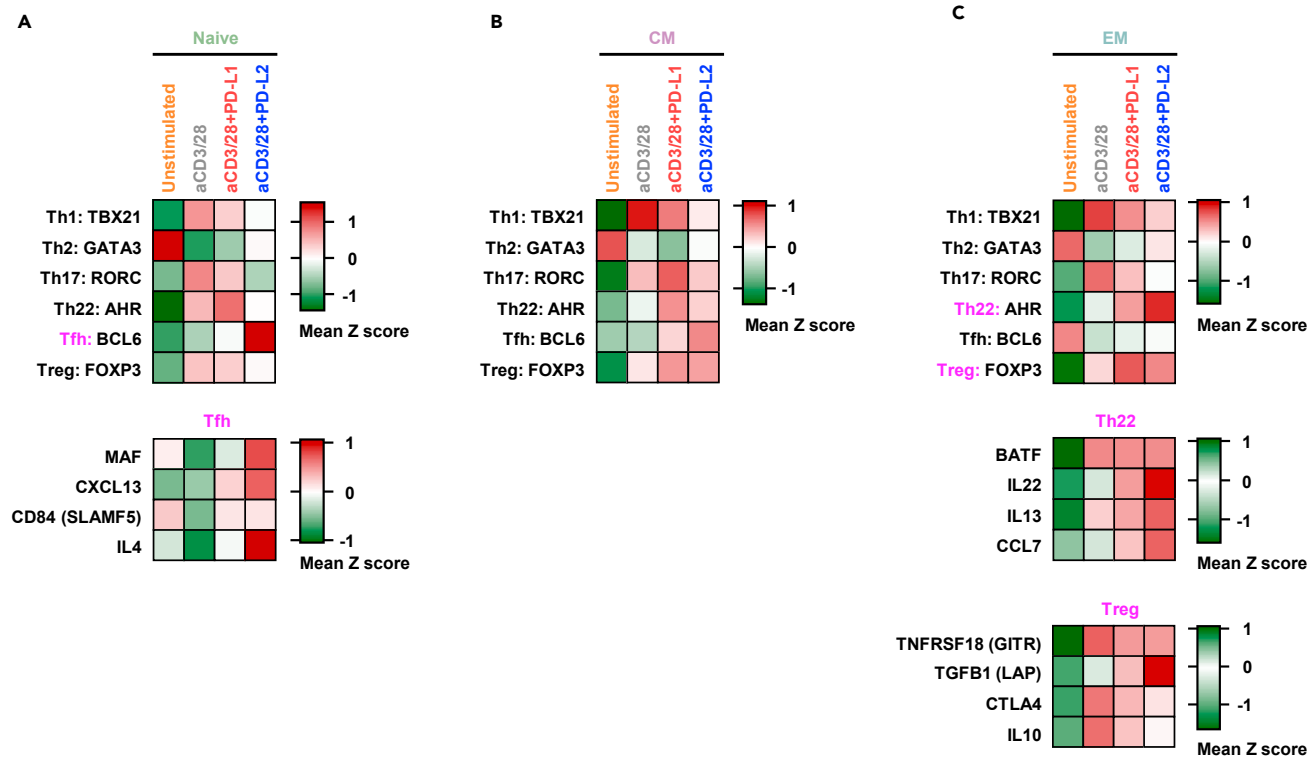 A
Naive
Unstimulated
aCD3/28
aCD3/28+PD-L1
aCD3/28+PD-L2
Th1: TBX21
Th2: GATA3
Th17: RORC
Th22: AHR
Tfh: BCL6
Treg: FOXP3
1
0
-1
Mean Z score
Tfh
MAF
CXCL13
CD84 (SLAMF5)
IL4
1
0
-1
Mean Z score
B
CM
Unstimulated
aCD3/28
aCD3/28+PD-L1
aCD3/28+PD-L2
Th1: TBX21
Th2: GATA3
Th17: RORC
Th22: AHR
Tfh: BCL6
Treg: FOXP3
1
0
-1
Mean Z score
C
EM
Unstimulated
aCD3/28
aCD3/28+PD-L1
aCD3/28+PD-L2
Th1: TBX21
Th2: GATA3
Th17: RORC
Th22: AHR
Tfh: BCL6
Treg: FOXP3
1
0
-1
Mean Z score
Th22
BATF
IL22
IL13
CCL7
1
0
-1
Mean Z score
Treg
TNFRSF18 (GITR)
TGFB1 (LAP)
CTLA4
IL10
1
0
-1
Mean Z score